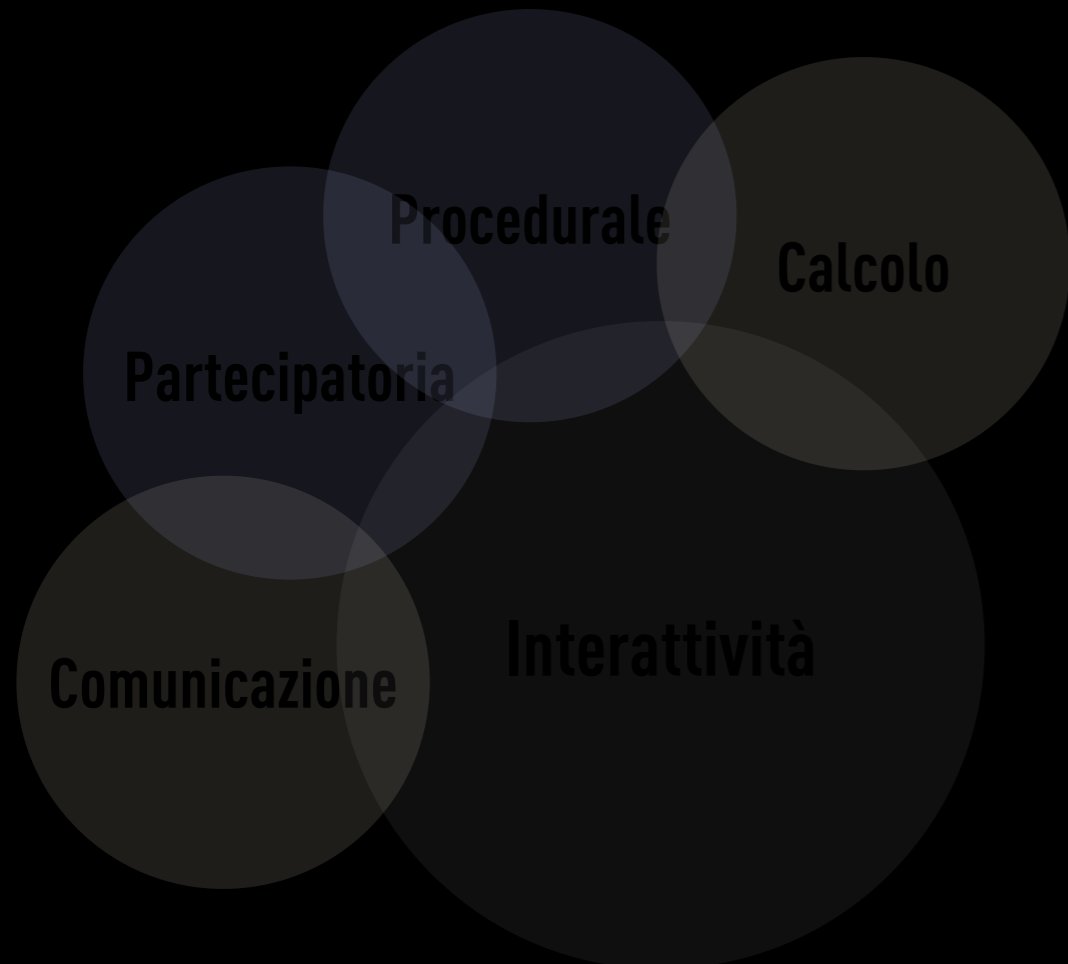 Procedurale
Calcolo
Partecipatoria
Interattività
Comunicazione